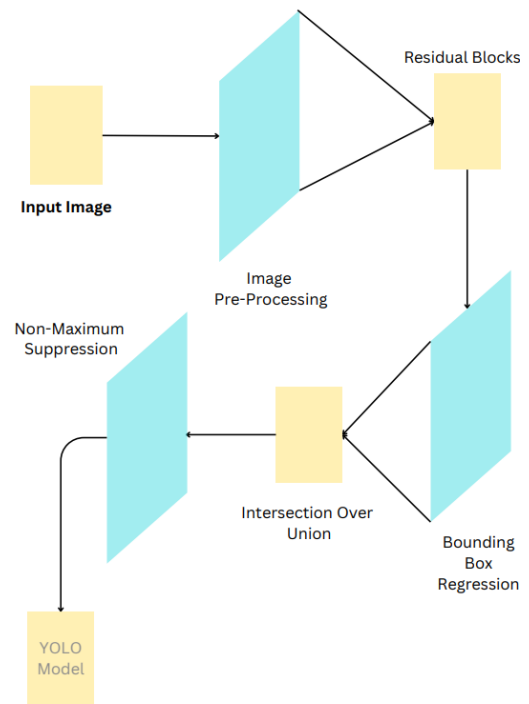 Residual Blocks
Input Image
Image
Pre-Processing
Non-Maximum
Suppression
Intersection Over
Union
Bounding
Box
Regression
YOLO
Model